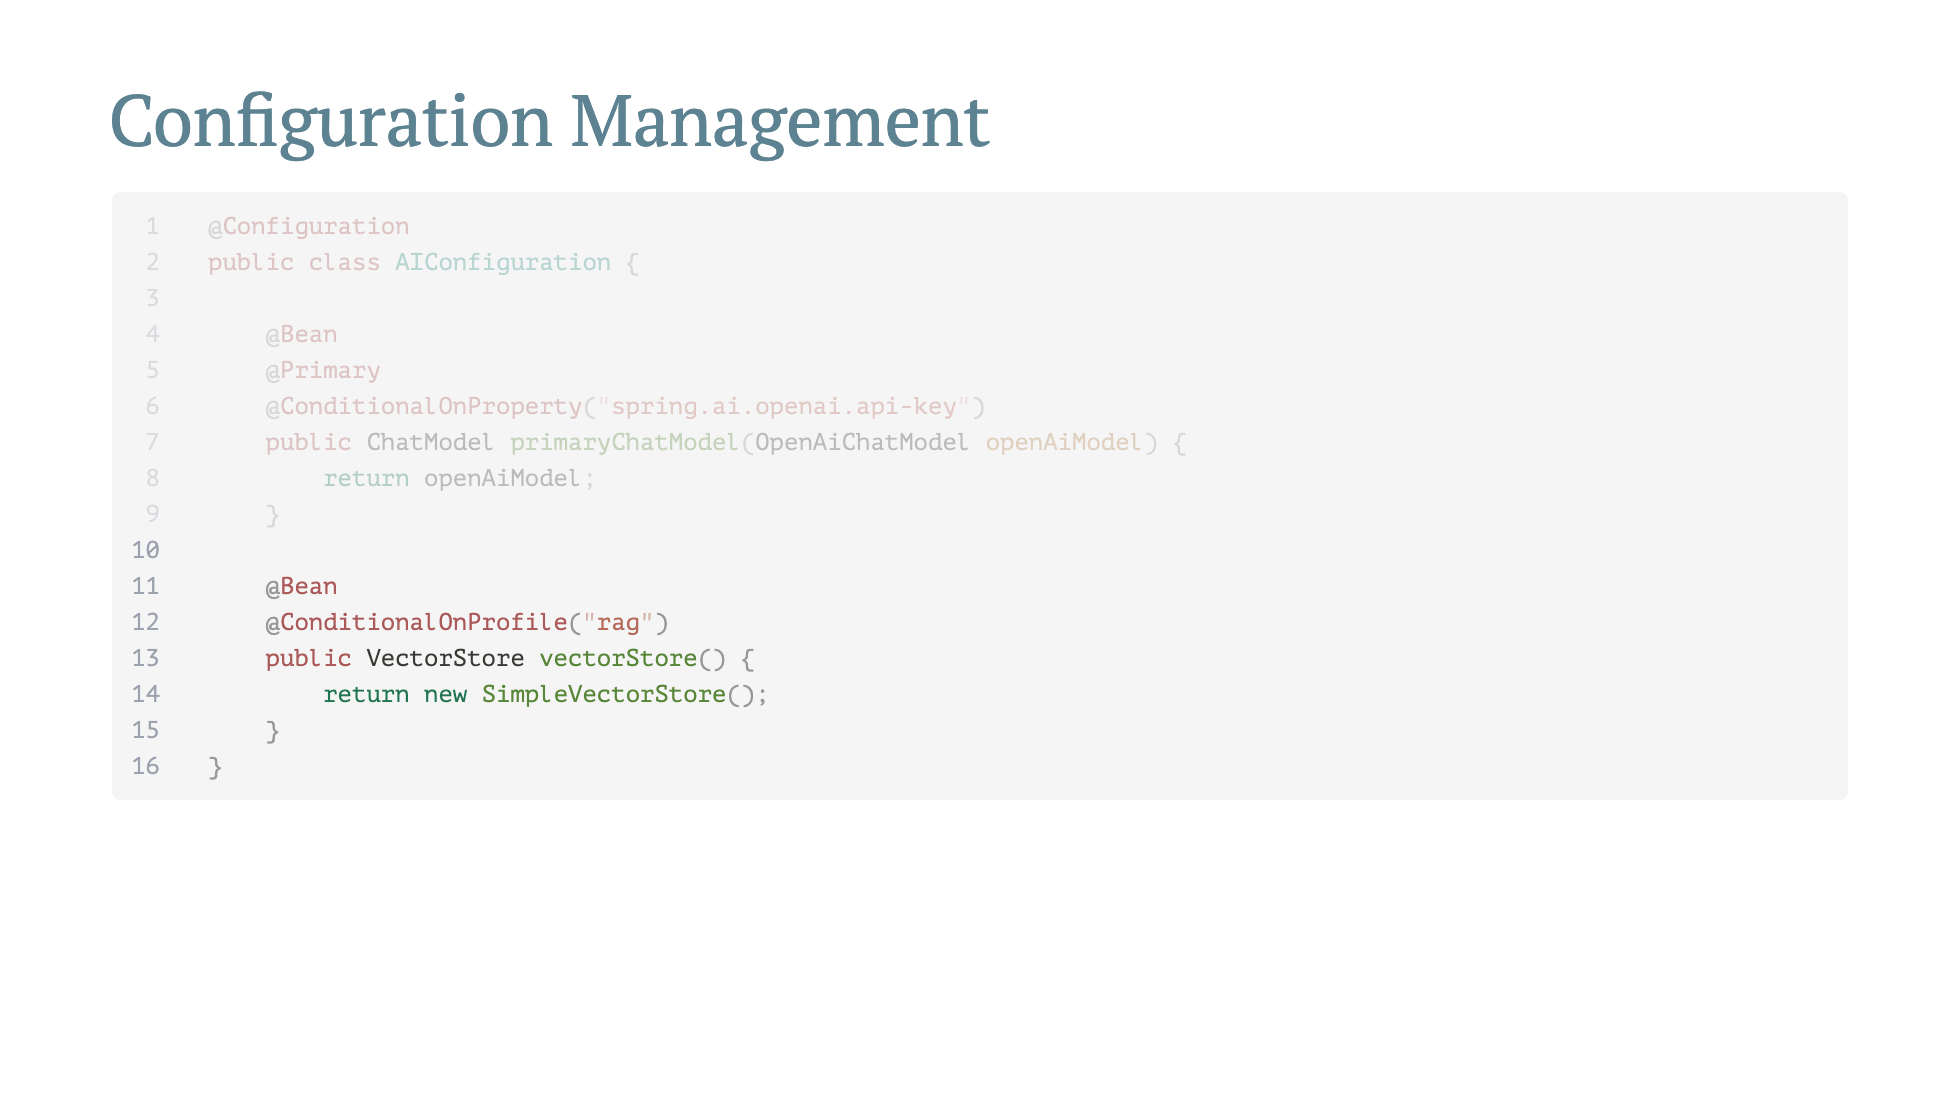 Configuration Management
1 @Configuration
2 public class AIConfiguration {
3
4     @Bean
5     @Primary
6     @ConditionalOnProperty("spring.ai.openai.api-key")
7     public ChatModel primaryChatModel(OpenAiChatModel openAiModel) {
8         return openAiModel;
9     }
10
11     @Bean
12     @ConditionalOnProfile("rag")
13     public VectorStore vectorStore() {
14         return new SimpleVectorStore();
15     }
16 }